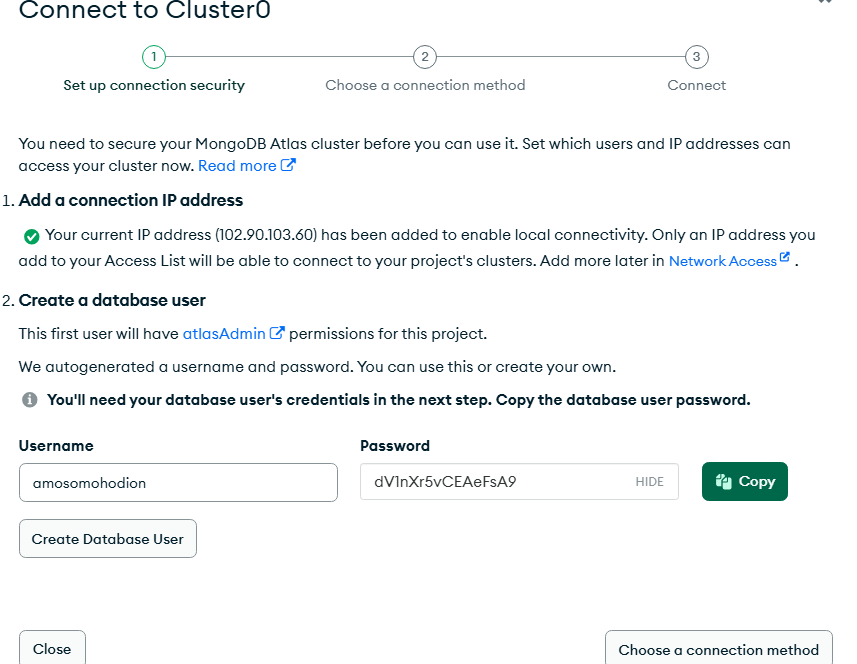 Connect to Cluster0
1
2
3
Set up connection security
Choose a connection method
Connect
You need to secure your MongoDB Atlas cluster before you can use it. Set which users and IP addresses can
access your cluster now. Read more
1. Add a connection IP address
Your current IP address (102.90.103.60) has been added to enable local connectivity. Only an IP address you
add to your Access List will be able to connect to your project's clusters. Add more later in Network Access .
2. Create a database user
This first user will have atlasAdmin permissions for this project.
We autogenerated a username and password. You can use this or create your own.
You'll need your database user's credentials in the next step. Copy the database user password.
Username
Password
amosomohodion
dV1nXr5vCEAeFsA9
HIDE
Copy
Create Database User
Close
Choose a connection method